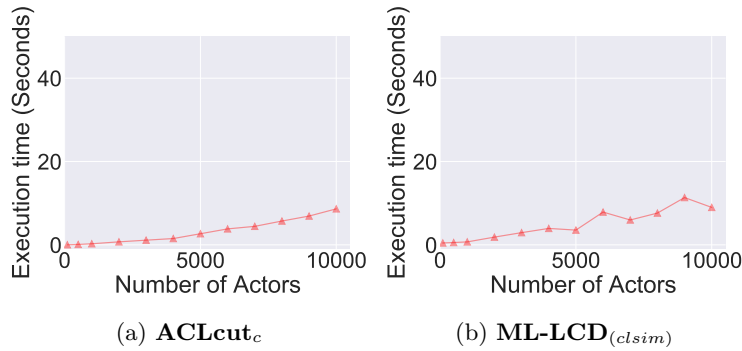 Execution time (Seconds)
40
20
0
0
5000
10000
Number of Actors
(a) ACLcut_c
Execution time (Seconds)
40
20
0
0
5000
10000
Number of Actors
(b) ML-LCD_(clsim)